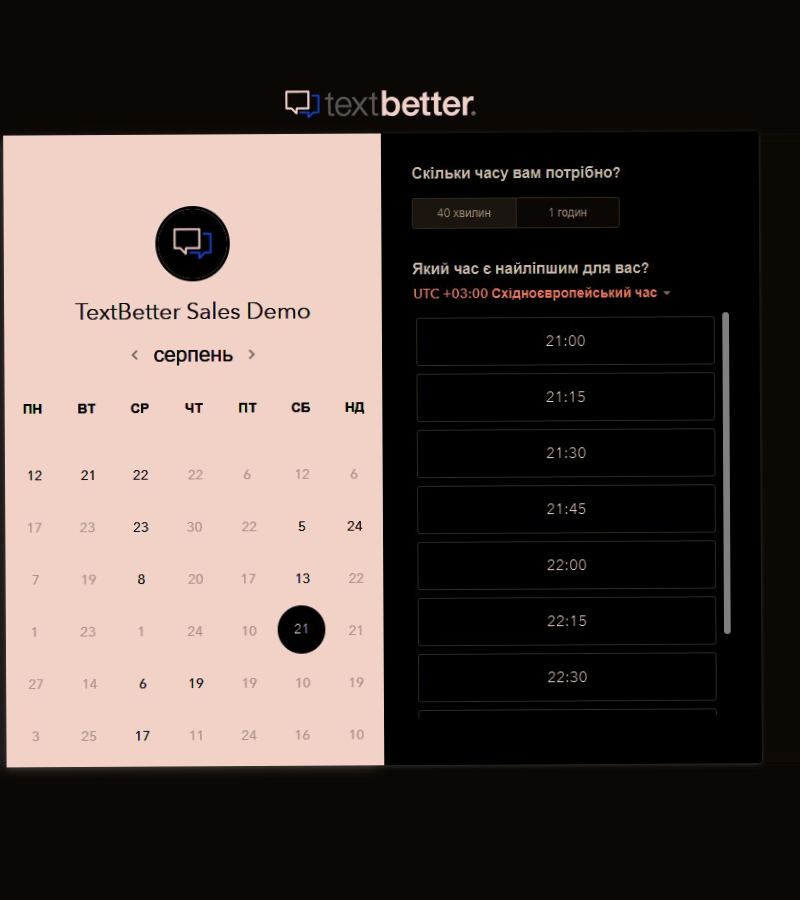 textbetter.
TextBetter Sales Demo
серпень
ПН ВТ СР ЧТ ПТ СБ НД
12 21 22 22 6 12 6
17 23 23 30 22 5 24
7 19 8 20 17 13 22
1 23 1 24 10 21 21
27 14 6 19 19 10 19
3 25 17 11 24 16 10
Скільки часу вам потрібно?
40 хвилин 1 годин
Який час є найліпшим для вас?
UTC +03:00 Східноєвропейський час
21:00
21:15
21:30
21:45
22:00
22:15
22:30